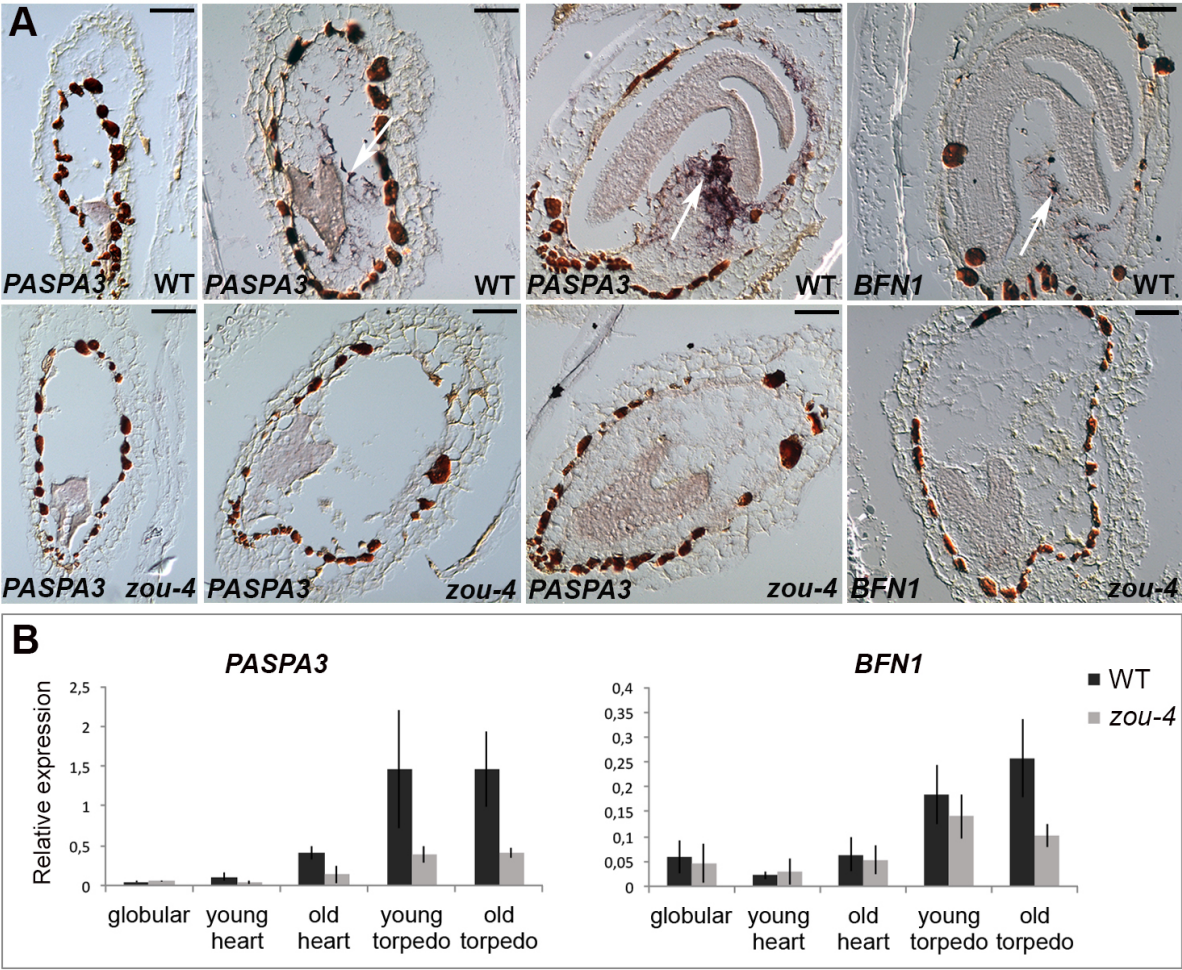 A
PASPA3 WT
PASPA3 WT
PASPA3 WT
BFN1 WT
PASPA3 zou-4
PASPA3 zou-4
PASPA3 zou-4
BFN1 zou-4
B
PASPA3
Relative expression
2,5
2
1,5
1
0,5
0
globular
young heart
old heart
young torpedo
old torpedo
BFN1
0,4
0,35
0,3
0,25
0,2
0,15
0,1
0,05
0
globular
young heart
old heart
young torpedo
old torpedo
WT
zou-4